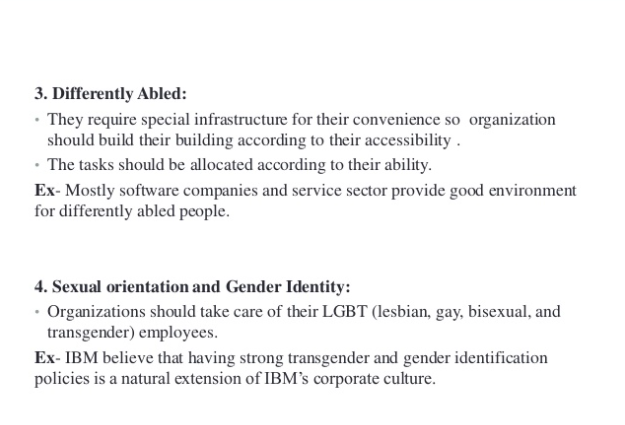 3. Differently Abled:
• They require special infrastructure for their convenience so  organization
should build their building according to their accessibility .
• The tasks should be allocated according to their ability.
Ex- Mostly software companies and service sector provide good environment
for differently abled people.
4. Sexual orientation and Gender Identity:
• Organizations should take care of their LGBT (lesbian, gay, bisexual, and
transgender) employees.
Ex- IBM believe that having strong transgender and gender identification
policies is a natural extension of IBM’s corporate culture.